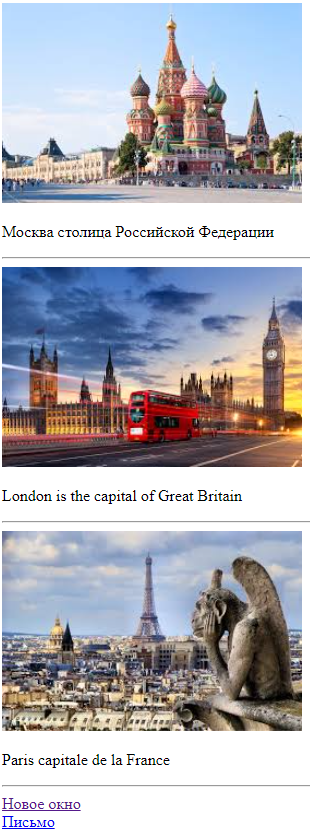 Москва столица Российской Федерации
London is the capital of Great Britain
Paris capitale de la France
Новое окно
Письмо